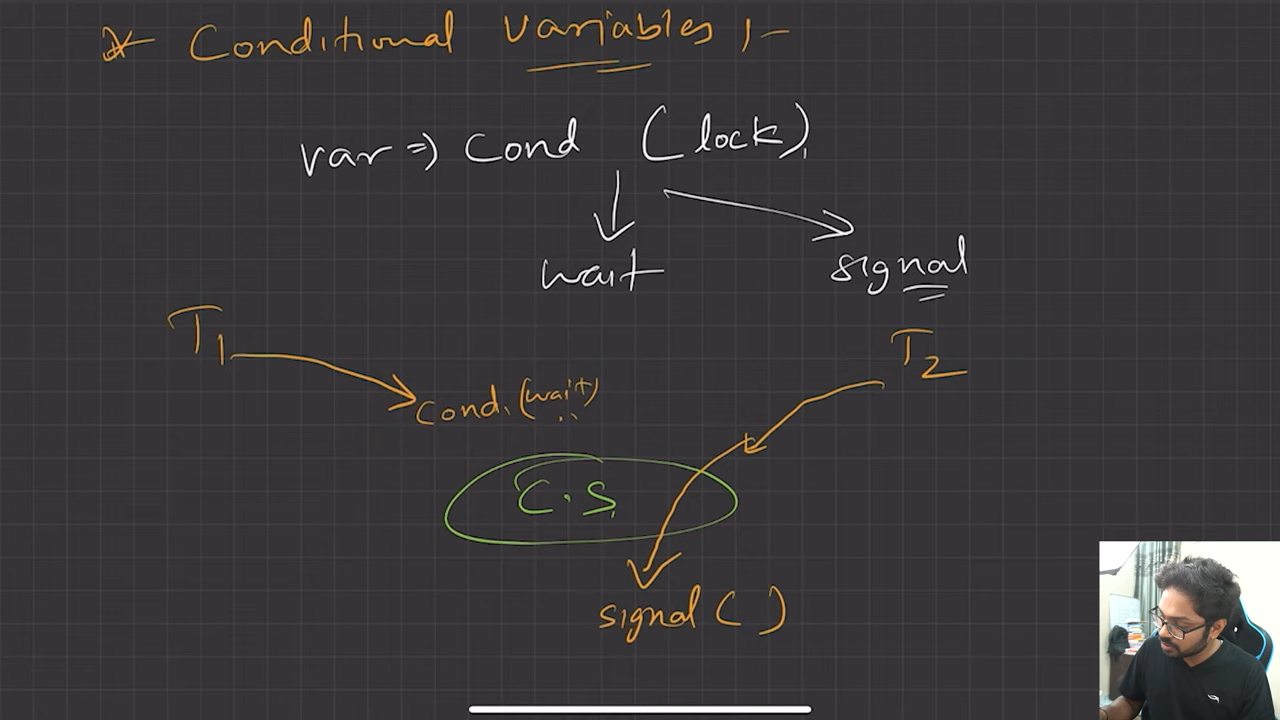 * Conditional Variables :-
var => Cond (lock)
wait
signal
T1
T2
Cond. (wait)
C.S
signal ( )